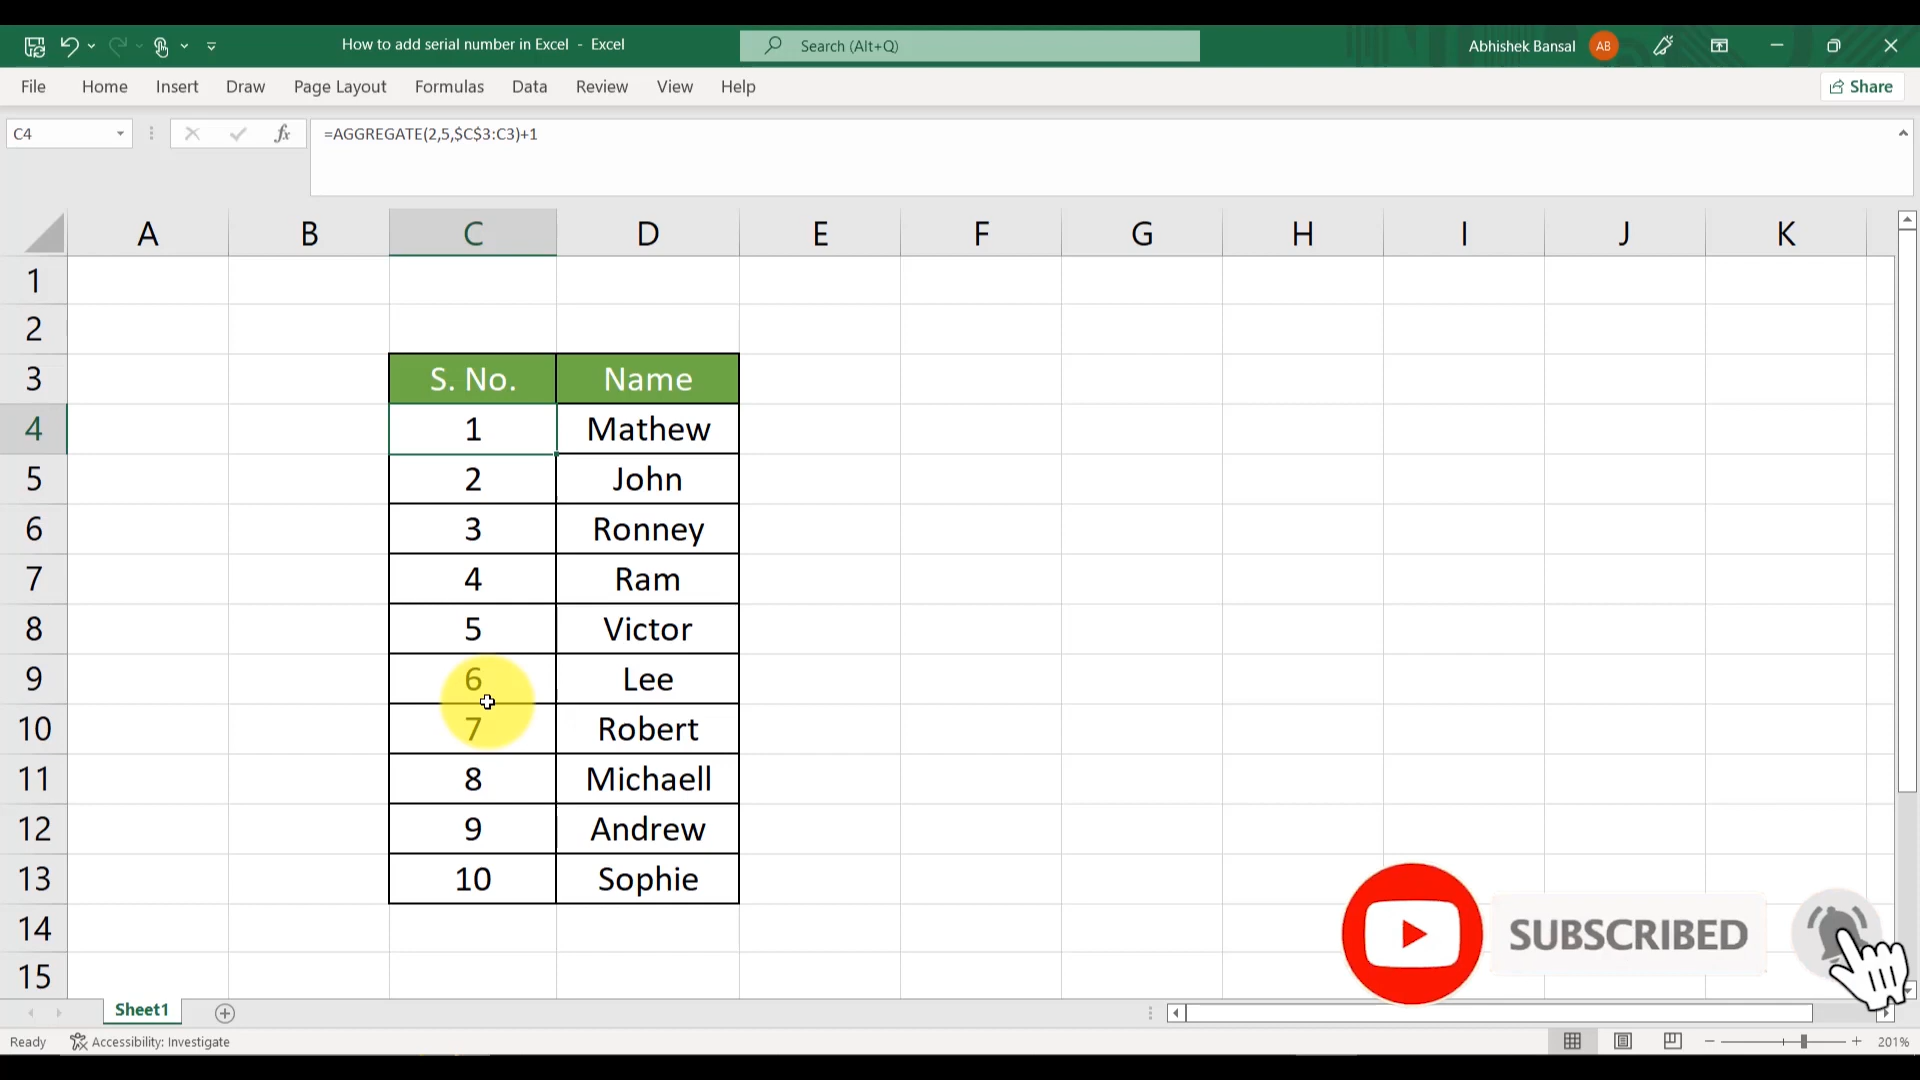 How to add serial number in Excel - Excel
Search (Alt+Q)
Abhishek Bansal AB
File Home Insert Draw Page Layout Formulas Data Review View Help Share
C4 fx =AGGREGATE(2,5,$C$3:C3)+1
A B C D E F G H I J K
1
2
3 S. No. Name
4 1 Mathew
5 2 John
6 3 Ronney
7 4 Ram
8 5 Victor
9 6 Lee
10 7 Robert
11 8 Michaell
12 9 Andrew
13 10 Sophie
14
15
SUBSCRIBED
Sheet1
Ready Accessibility: Investigate 201%